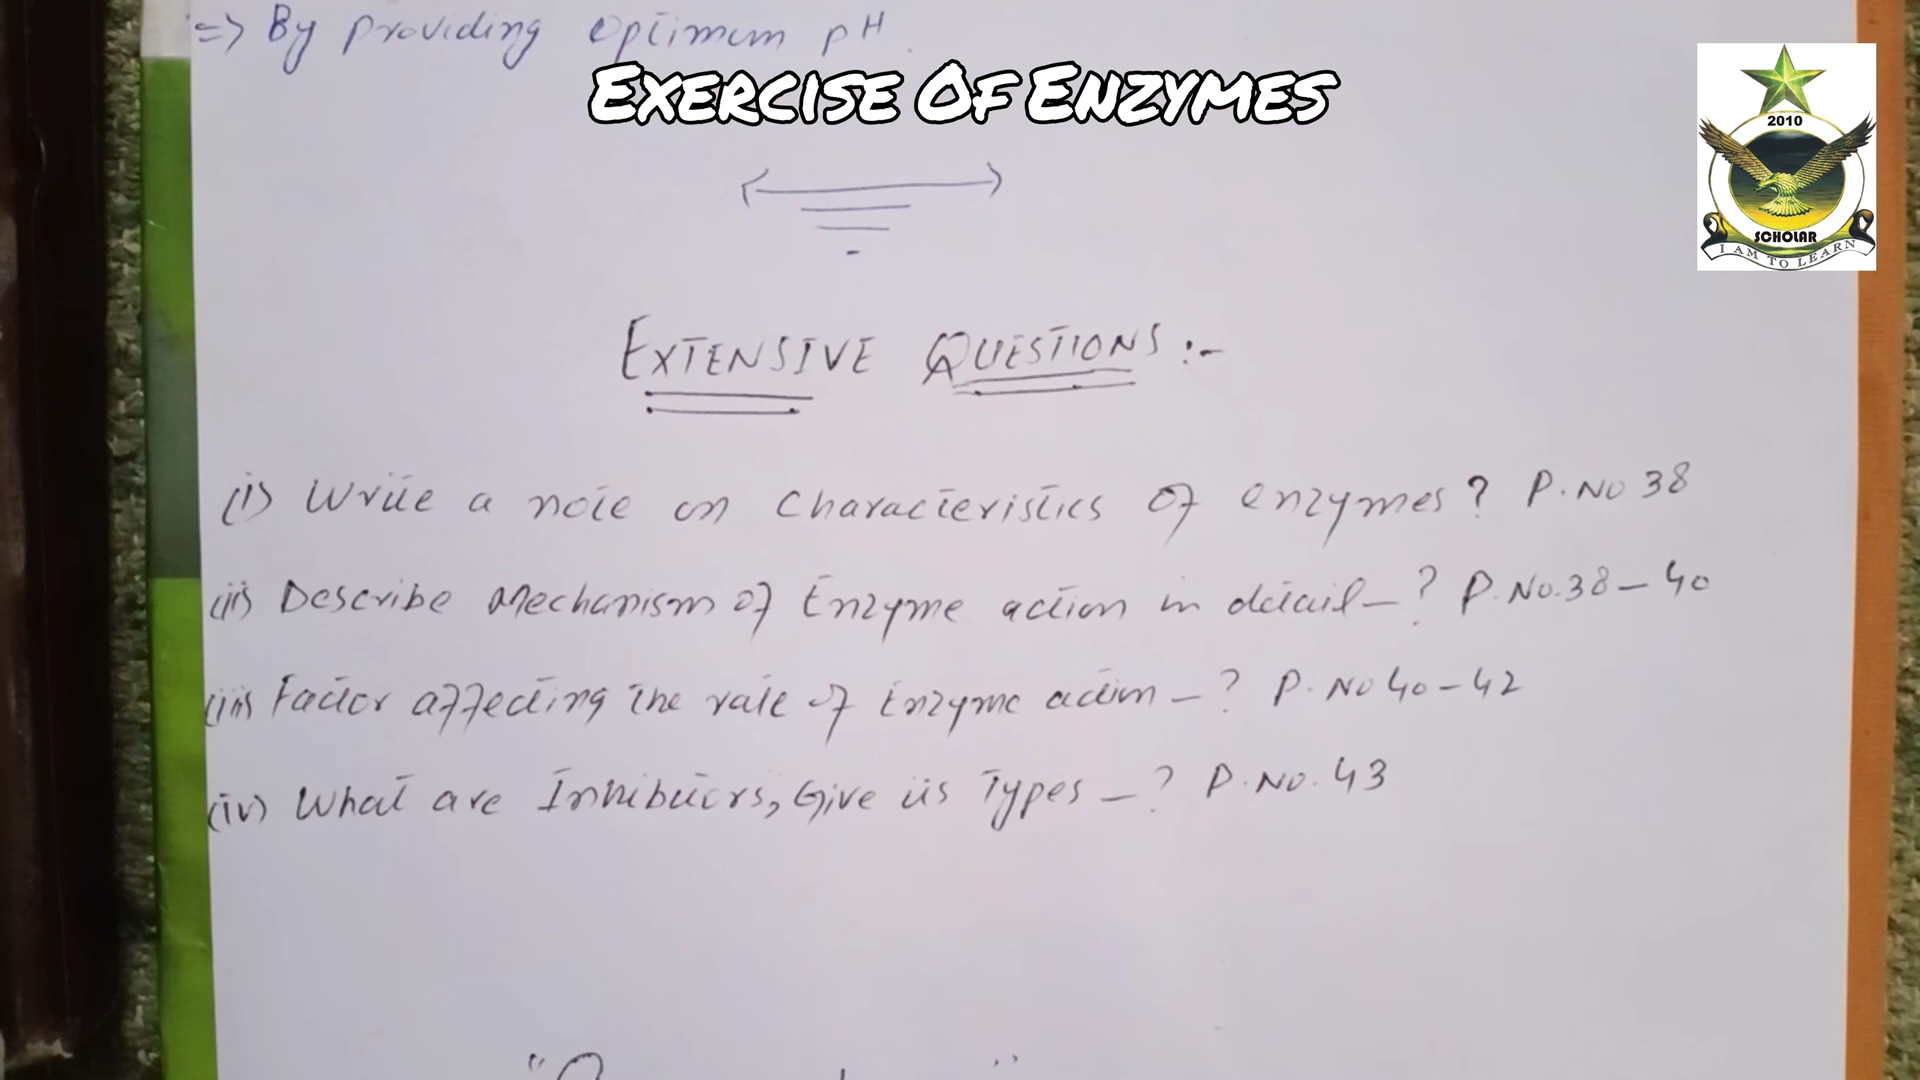 => By providing optimum pH.
Exercise Of Enzymes
2010
SCHOLAR
I AM TO LEARN
EXTENSIVE QUESTIONS :-
(i) Write a note on Characteristics of enzymes? P.No 38
(ii) Describe Mechanism of Enzyme action in detail _? P.No.38-40
(iii) Factor affecting the rate of Enzyme action _? P.No 40-42
(iv) What are Inhibitors, Give its Types _? P.No.43